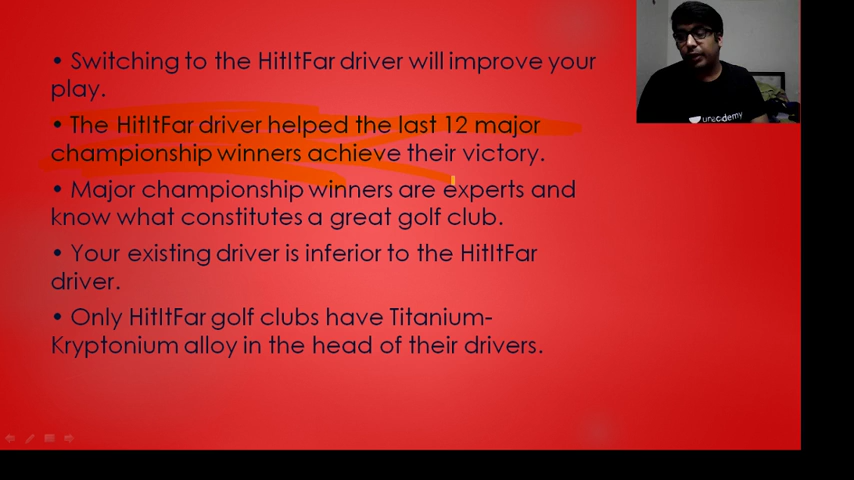 • Switching to the HitItFar driver will improve your
play.
• The HitItFar driver helped the last 12 major
championship winners achieve their victory.
• Major championship winners are experts and
know what constitutes a great golf club.
• Your existing driver is inferior to the HitItFar
driver.
• Only HitItFar golf clubs have Titanium-
Kryptonium alloy in the head of their drivers.
unacademy